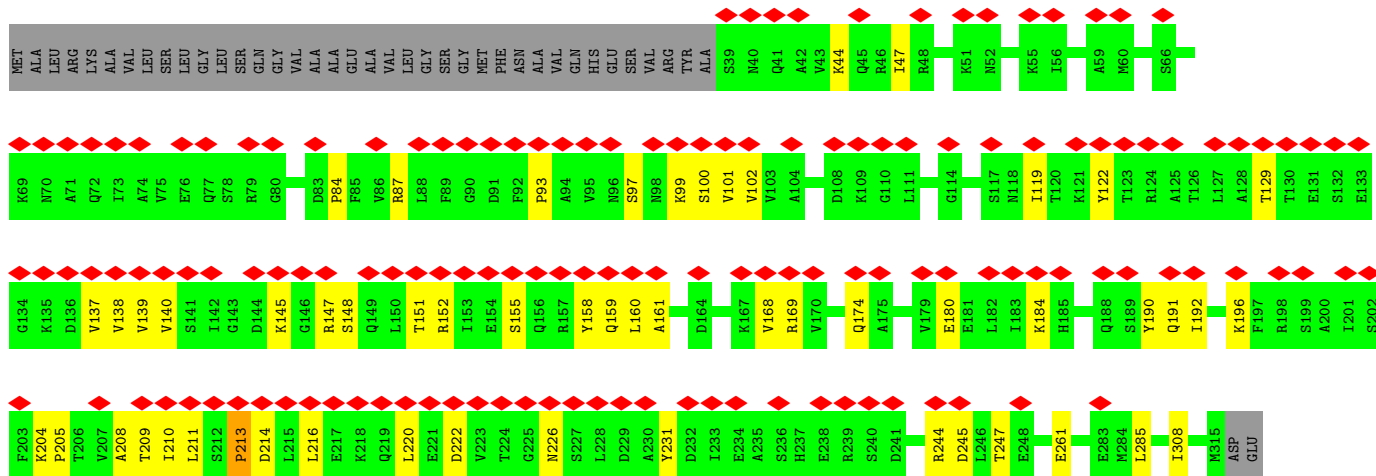 MET ALA LEU ARG LYS ALA VAL LEU SER LEU GLY LEU SER GLN GLY VAL ALA ALA GLU ALA VAL LEU GLY SER GLY MET PHE ASN ALA VAL GLN HIS GLU SER VAL ARG TYR ALA S39 N40 Q41 A42 V43 K44 Q45 R46 I47 R48 K51 N52 K55 I56 A59 M60 S66
K69 N70 A71 Q72 I73 A74 V75 E76 Q77 S78 R79 G80 D83 P84 F85 V86 R87 L88 F89 G90 D91 F92 P93 A94 V95 N96 S97 N98 K99 S100 V101 V102 V103 A104 D108 K109 G110 L111 G114 S117 N118 I119 T120 K121 Y122 T123 R124 A125 T126 L127 A128 T129 T130 E131 S132 E133
G134 K135 D136 V137 V138 V139 V140 S141 I142 G143 D144 K145 G146 R147 S148 Q149 L150 T151 R152 I153 E154 S155 Q156 R157 Y158 Q159 L160 A161 D164 K167 V168 R169 V170 Q174 A175 V179 E180 E181 L182 I183 K184 H185 Q188 S189 Y190 Q191 I192 K196 F197 R198 S199 A200 I201 S202
F203 K204 P205 T206 V207 A208 T209 I210 L211 S212 P213 D214 L215 L216 E217 K218 Q219 L220 E221 D222 V223 T224 G225 N226 S227 L228 D229 A230 Y231 D232 I233 E234 A235 S236 H237 E238 R239 S240 D241 R244 D245 L246 T247 E248 E261 E283 M284 L285 I308 M315 ASP GLU